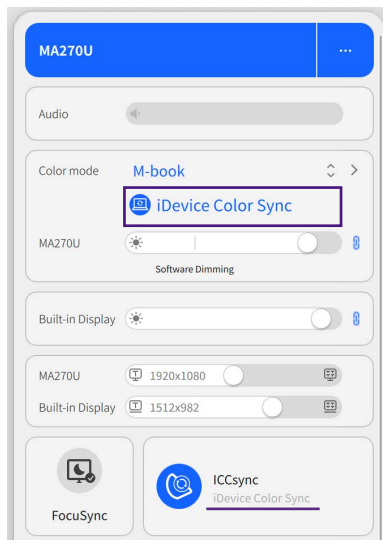 MA270U
Audio
Color mode M-book
iDevice Color Sync
MA270U
Software Dimming
Built-in Display
MA270U 1920x1080
Built-in Display 1512x982
ICCsync
iDevice Color Sync
FocuSync